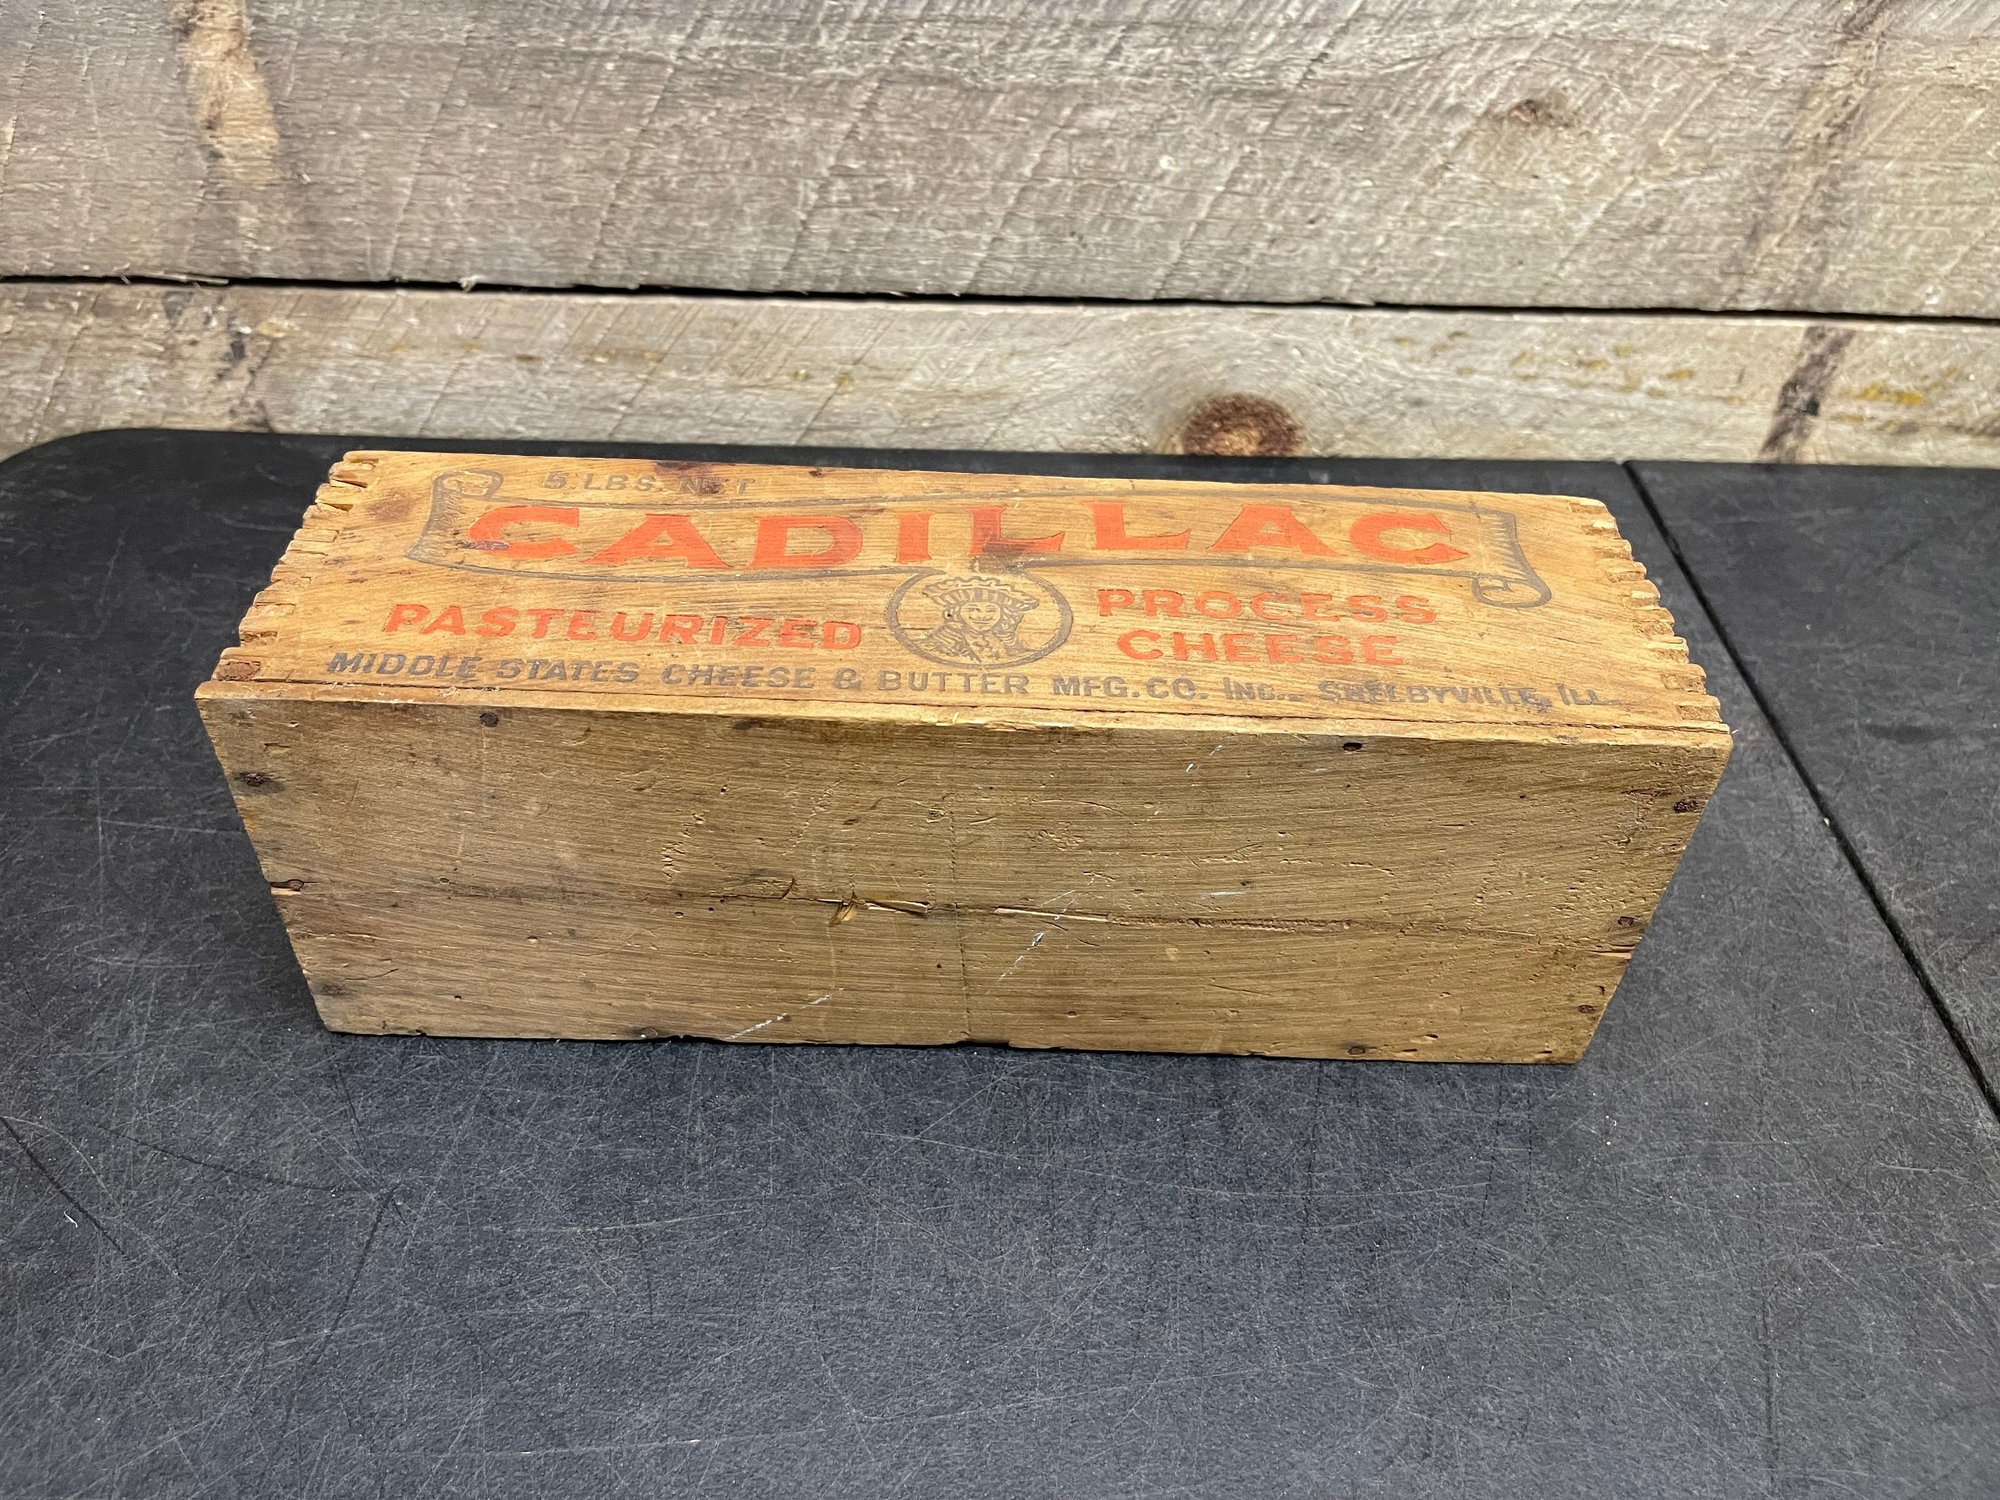 5 LBS. NET
CADILLAC
PASTEURIZED PROCESS
CHEESE
MIDDLE STATES CHEESE & BUTTER MFG. CO. INC. SHELBYVILLE, ILL.